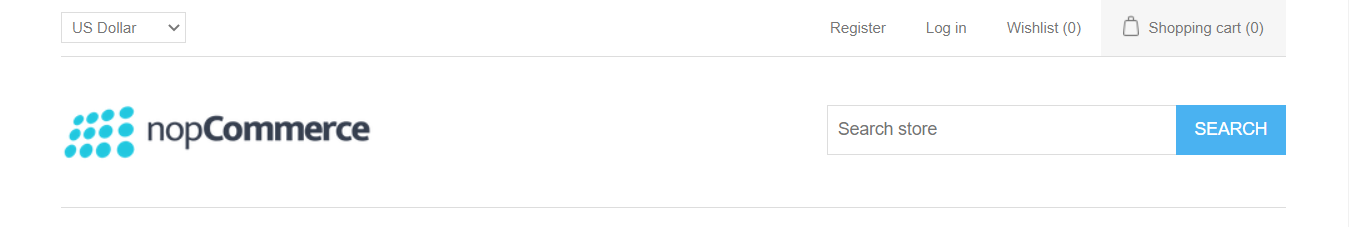 US Dollar
Register
Log in
Wishlist (0)
Shopping cart (0)
nopCommerce
Search store
SEARCH